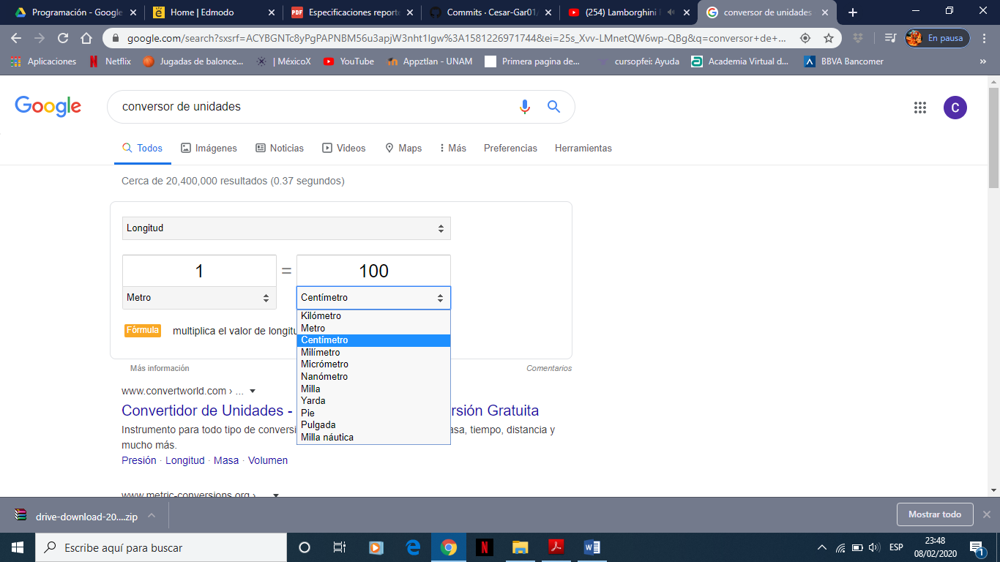 Programación - Google
Home | Edmodo
PDF
Especificaciones reporte
Commits · Cesar-Gar01/
(254) Lamborghini
conversor de unidades
google.com/search?sxsrf=ACYBGNTc8yPgPAPNBM56u3apjW3nht1lgw%3A1581226971744&ei=25s_Xvv-LMnetQW6wp-QBg&q=conversor+de+...
En pausa
Aplicaciones
Netflix
Jugadas de balonce...
| MéxicoX
YouTube
Appztlan - UNAM
Primera pagina de...
cursopfei: Ayuda
Academia Virtual d...
BBVA Bancomer
»
Google
conversor de unidades
C
Todos
Imágenes
Noticias
Videos
Maps
Más
Preferencias
Herramientas
Cerca de 20,400,000 resultados (0.37 segundos)
Longitud
1 = 100
Metro
Centímetro
Kilómetro
Metro
Centímetro
Milímetro
Micrómetro
Nanómetro
Milla
Yarda
Pie
Pulgada
Milla náutica
Fórmula
multiplica el valor de longitu
Más información
Comentarios
www.convertworld.com › ...
Convertidor de Unidades - rsión Gratuita
Instrumento para todo tipo de conversi asa, tiempo, distancia y
mucho más.
Presión · Longitud · Masa · Volumen
www.metric-conversions.org ›
drive-download-20....zip
Mostrar todo
Escribe aquí para buscar
ESP
23:48
08/02/2020
1